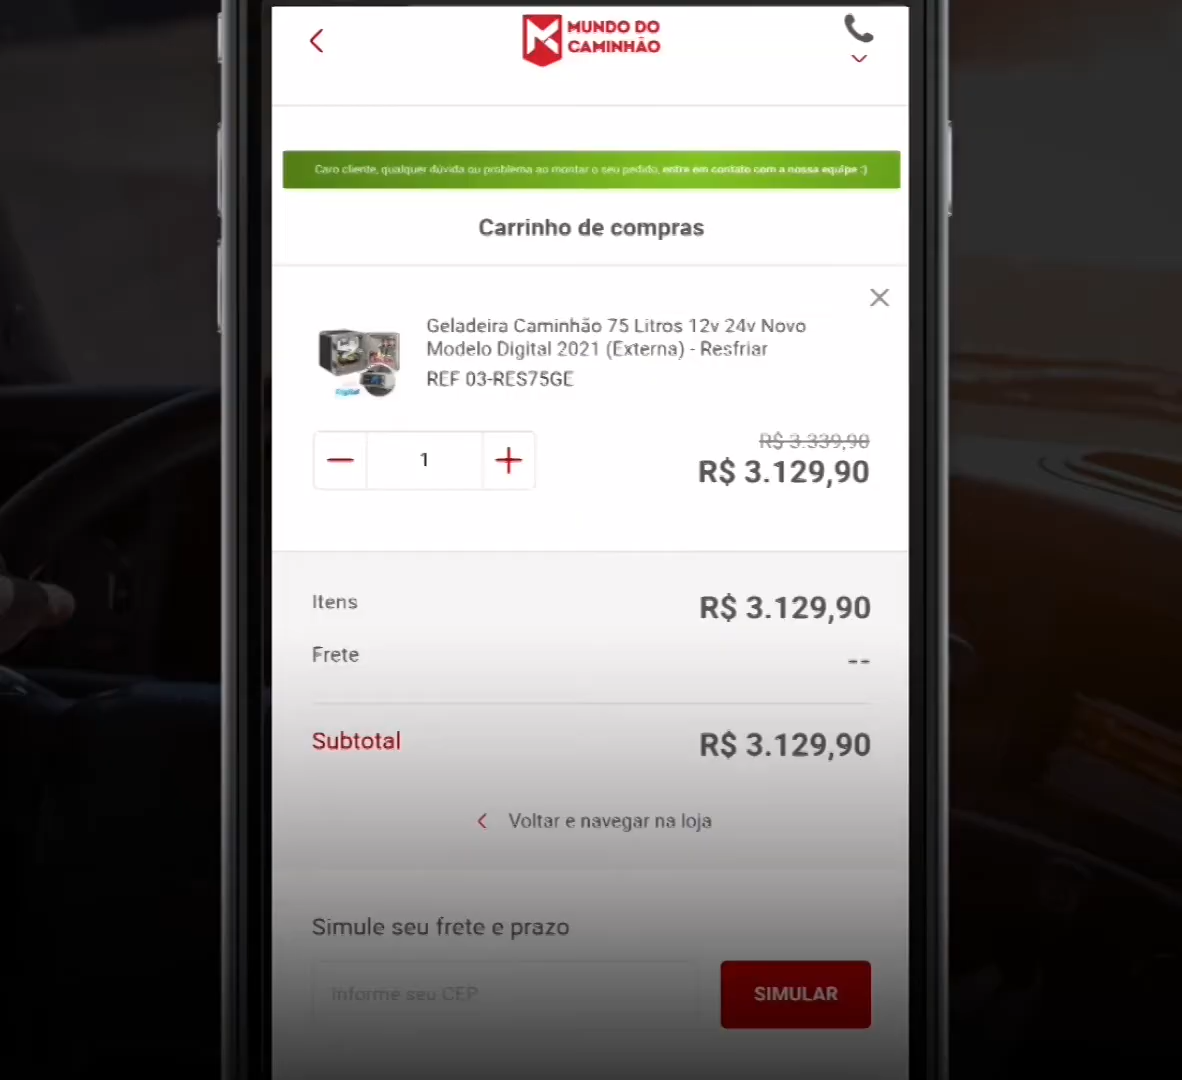 MUNDO DO
CAMINHÃO
Caro cliente, qualquer dúvida ou problema ao montar o seu pedido, entre em contato com a nossa equipe :)
Carrinho de compras
Geladeira Caminhão 75 Litros 12v 24v Novo
Modelo Digital 2021 (Externa) - Resfriar
REF 03-RES75GE
Digital
R$ 3.339,90
1
R$ 3.129,90
Itens R$ 3.129,90
Frete --
Subtotal R$ 3.129,90
Voltar e navegar na loja
Simule seu frete e prazo
Informe seu CEP SIMULAR